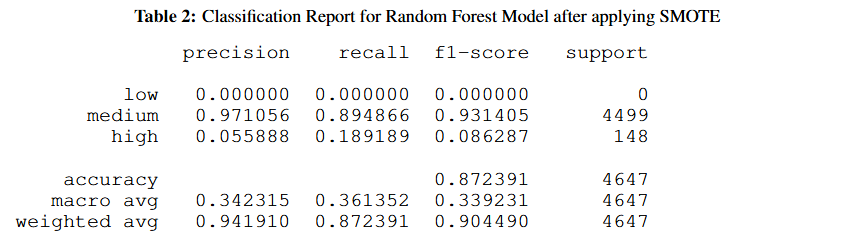 Table 2: Classification Report for Random Forest Model after applying SMOTE
precision recall f1-score support
low 0.000000 0.000000 0.000000 0
medium 0.971056 0.894866 0.931405 4499
high 0.055888 0.189189 0.086287 148
accuracy 0.872391 4647
macro avg 0.342315 0.361352 0.339231 4647
weighted avg 0.941910 0.872391 0.904490 4647